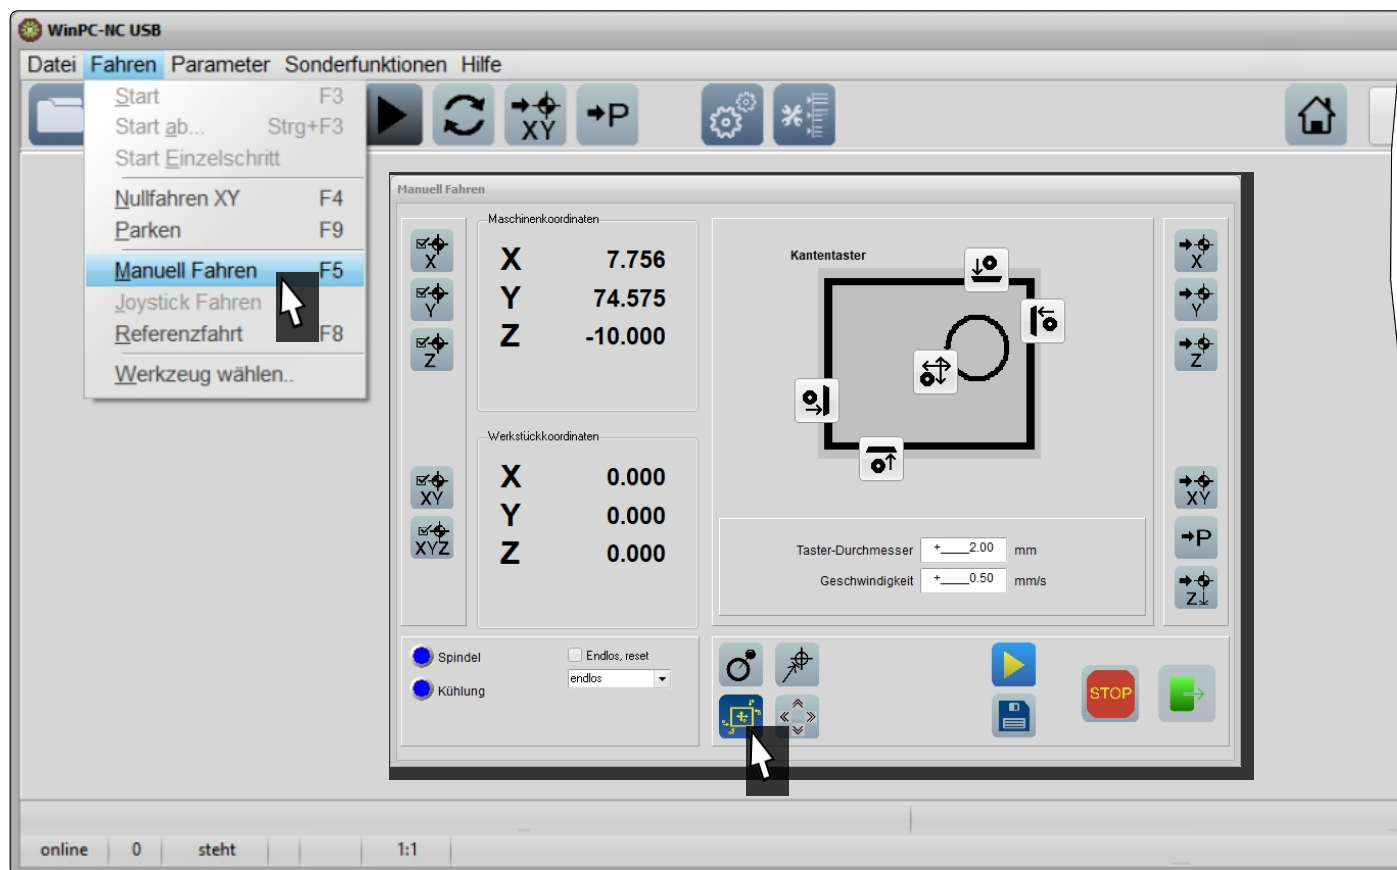 WinPC-NC USB
Datei Fahren Parameter Sonderfunktionen Hilfe
Start F3
Start ab... Strg+F3
Start Einzelschritt
Nullfahren XY F4
Parken F9
Manuell Fahren F5
Joystick Fahren
Referenzfahrt F8
Werkzeug wählen..
XY
P
Manuell Fahren
X
Y
Z
XY
XYZ
Maschinenkoordinaten
X 7.756
Y 74.575
Z -10.000
Werkstückkoordinaten
X 0.000
Y 0.000
Z 0.000
Kantentaster
Taster-Durchmesser +____2.00 mm
Geschwindigkeit +____0.50 mm/s
X
Y
Z
XY
P
Z
Spindel
Kühlung
Endlos, reset
endlos
STOP
online 0 steht 1:1